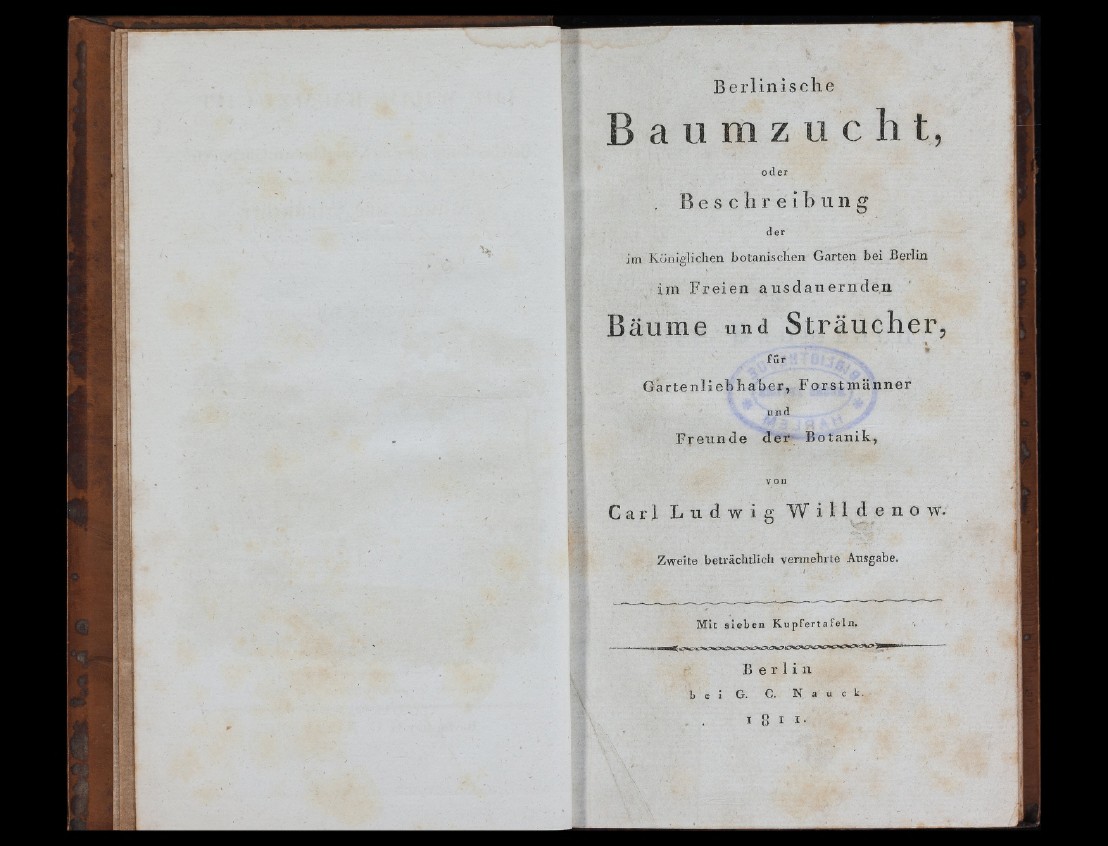 Berlinische
Baumzucht,
oder
Beschreibung
der
im Königlichen botanischen Garten bei Berlin
im Freien ausdauernden
Bäume und Sträucher,
für
Gartenliebhaber, Forstmänner
und
Freunde der Botanik,
von
Carl Ludwig Willdenow.
Zweite beträchtlich vermehrte Ausgabe.
Mit sieben Kupfertafeln.
Berlin
bei G. C. Nauck.
1811.
BIBLIOTHEQUE
HARLEM